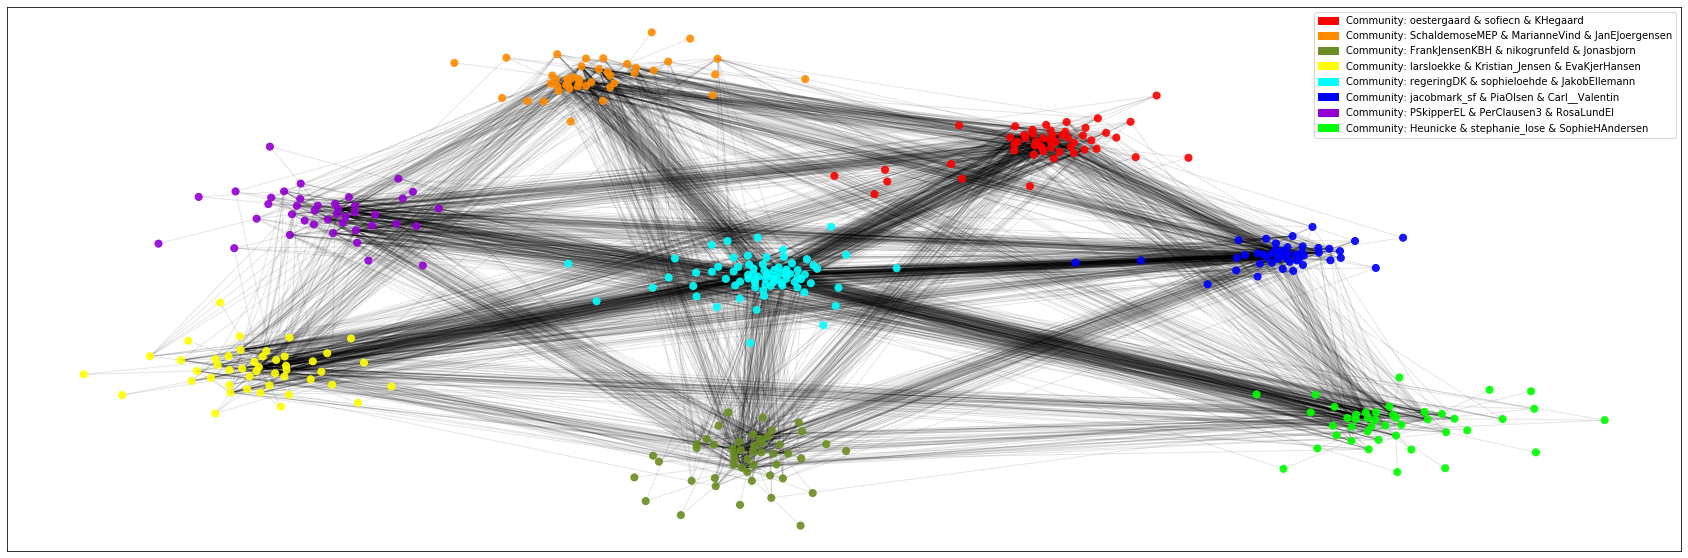 Community: oestergaard & sofiecn & KHegaard
Community: SchaldemoseMEP & MarianneVind & JanEJoergensen
Community: FrankJensenKBH & nikogrunfeld & Jonasbjorn
Community: larsloekke & Kristian_Jensen & EvaKjerHansen
Community: regeringDK & sophieloehde & JakobEllemann
Community: jacobmark_sf & PiaOlsen & Carl__Valentin
Community: PSkipperEL & PerClausen3 & RosaLundEl
Community: Heunicke & stephanie_lose & SophieHAndersen